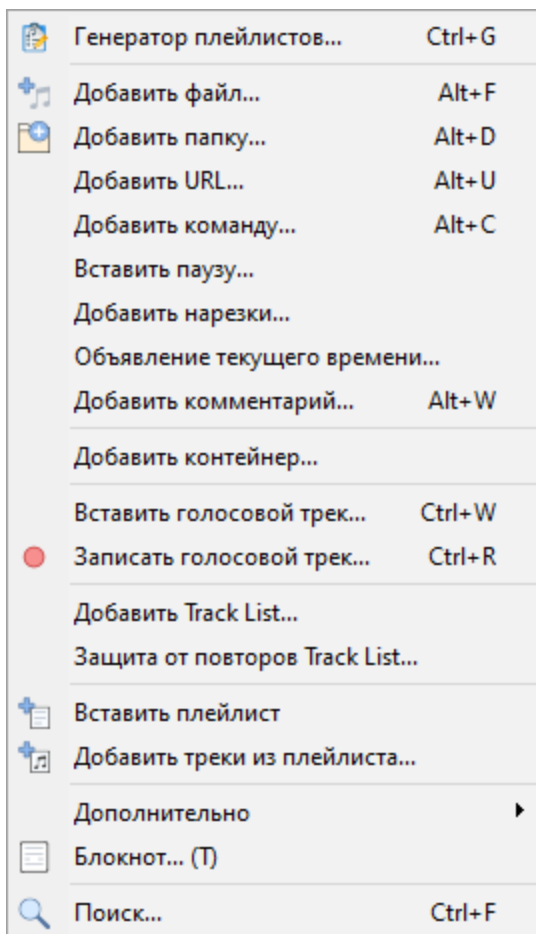 Генератор плейлистов... Ctrl+G
Добавить файл... Alt+F
Добавить папку... Alt+D
Добавить URL... Alt+U
Добавить команду... Alt+C
Вставить паузу...
Добавить нарезки...
Объявление текущего времени...
Добавить комментарий... Alt+W
Добавить контейнер...
Вставить голосовой трек... Ctrl+W
Записать голосовой трек... Ctrl+R
Добавить Track List...
Защита от повторов Track List...
Вставить плейлист
Добавить треки из плейлиста...
Дополнительно
Блокнот... (T)
Поиск... Ctrl+F